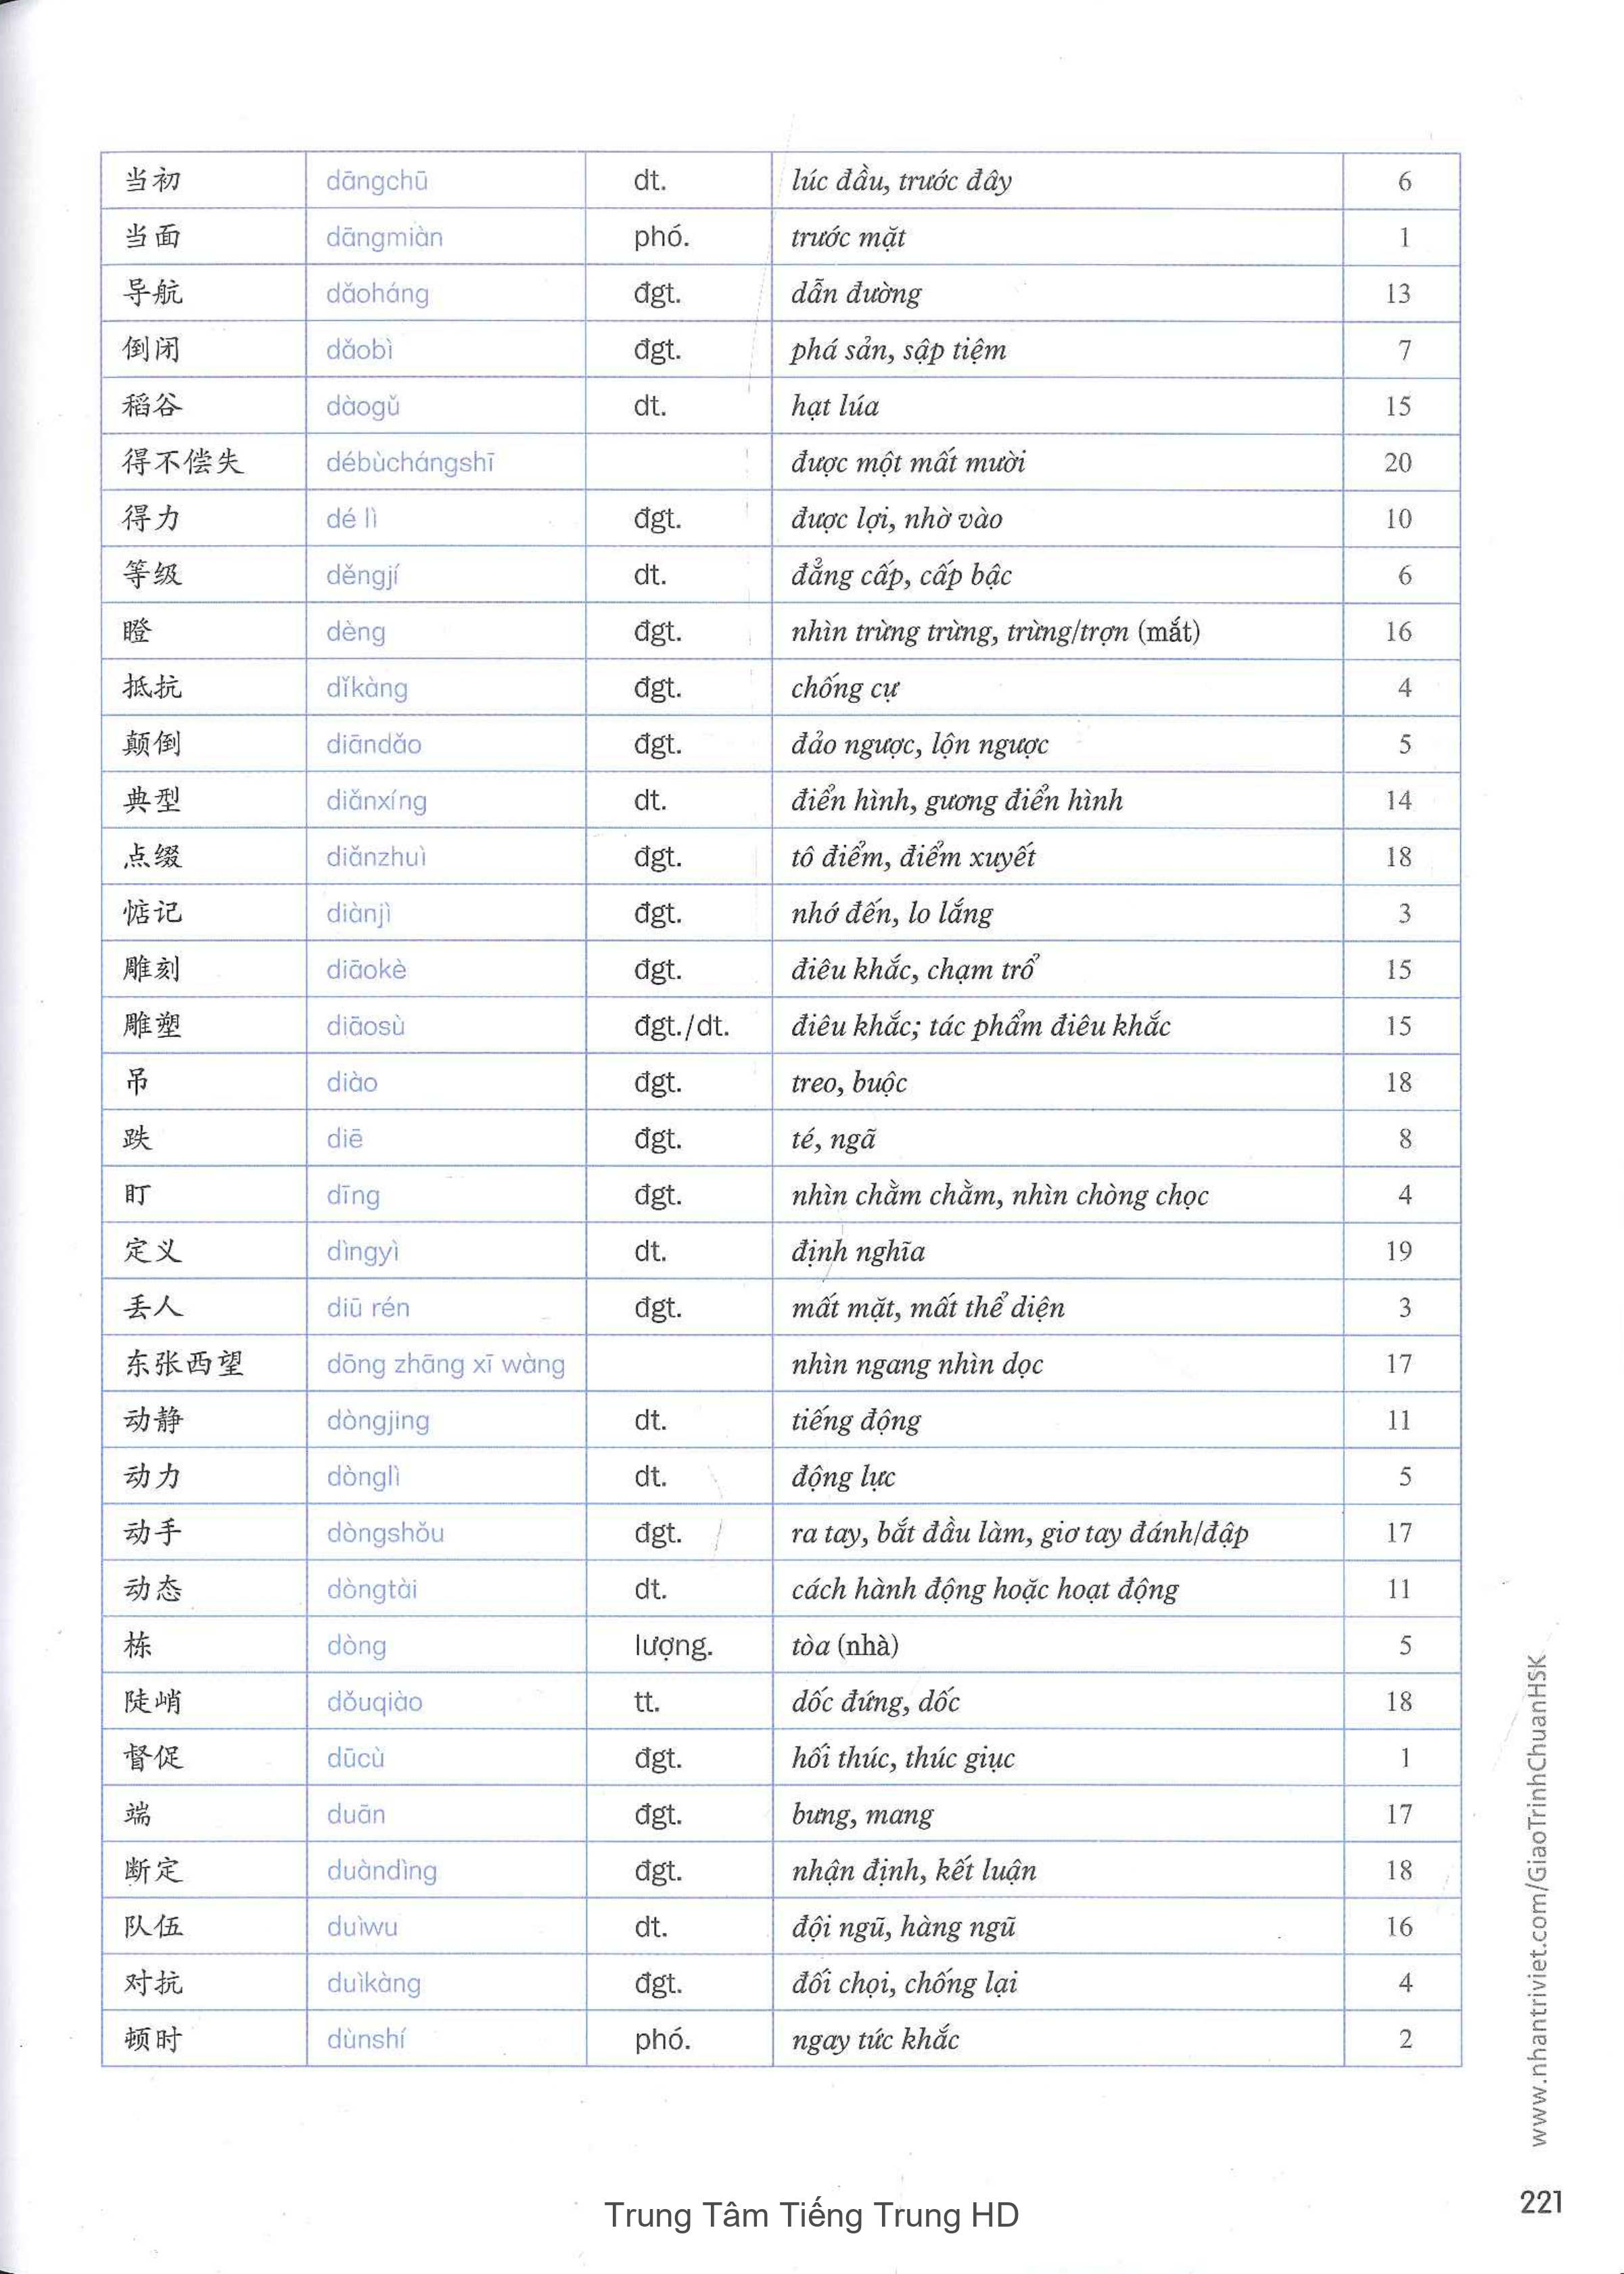 当初 dāngchū dt. lúc đầu, trước đây 6
当面 dāngmiàn phó. trước mặt 1
导航 dǎoháng đgt. dẫn đường 13
倒闭 dǎobì đgt. phá sản, sập tiệm 7
稻谷 dàogǔ dt. hạt lúa 15
得不偿失 débùchángshī được một mất mười 20
得力 dé lì đgt. được lợi, nhờ vào 10
等级 děngjí dt. đẳng cấp, cấp bậc 6
瞪 dèng đgt. nhìn trừng trừng, trừng/trợn (mắt) 16
抵抗 dǐkàng đgt. chống cự 4
颠倒 diāndǎo đgt. đảo ngược, lộn ngược 5
典型 diǎnxíng dt. điển hình, gương điển hình 14
点缀 diǎnzhuì đgt. tô điểm, điểm xuyết 18
惦记 diànjì đgt. nhớ đến, lo lắng 3
雕刻 diāokè đgt. điêu khắc, chạm trổ 15
雕塑 diāosù đgt./dt. điêu khắc; tác phẩm điêu khắc 15
吊 diào đgt. treo, buộc 18
跌 diē đgt. té, ngã 8
盯 dīng đgt. nhìn chằm chằm, nhìn chòng chọc 4
定义 dìngyì dt. định nghĩa 19
丢人 diū rén đgt. mất mặt, mất thể diện 3
东张西望 dōng zhāng xī wàng nhìn ngang nhìn dọc 17
动静 dòngjing dt. tiếng động 11
动力 dònglì dt. động lực 5
动手 dòngshǒu đgt. ra tay, bắt đầu làm, giơ tay đánh/đập 17
动态 dòngtài dt. cách hành động hoặc hoạt động 11
栋 dòng lượng. tòa (nhà) 5
陡峭 dǒuqiào tt. dốc đứng, dốc 18
督促 dūcù đgt. hối thúc, thúc giục 1
端 duān đgt. bưng, mang 17
断定 duàndìng đgt. nhận định, kết luận 18
队伍 duìwu dt. đội ngũ, hàng ngũ 16
对抗 duìkàng đgt. đối chọi, chống lại 4
顿时 dùnshí phó. ngay tức khắc 2
www.nhantriviet.com/GiaoTrinhChuanHSK
221
Trung Tâm Tiếng Trung HD